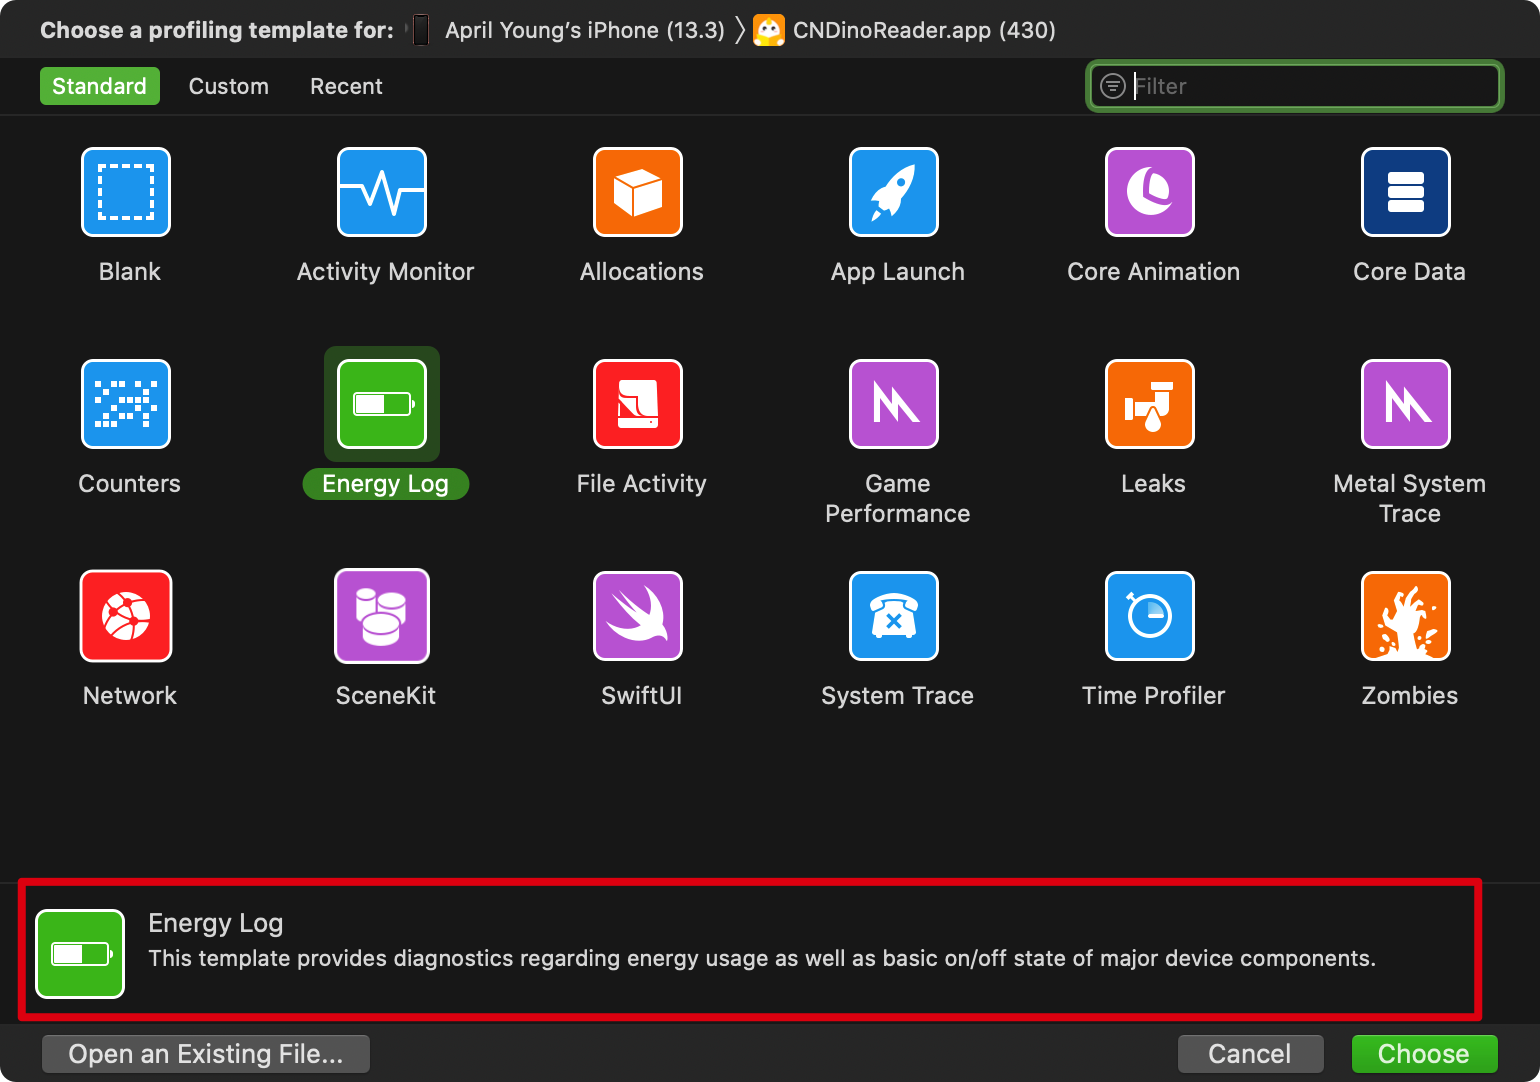 Choose a profiling template for: April Young’s iPhone (13.3) 〉 CNDinoReader.app (430)
Standard Custom Recent Filter
Blank Activity Monitor Allocations App Launch Core Animation Core Data
Counters Energy Log File Activity Game Performance Leaks Metal System Trace
Network SceneKit SwiftUI System Trace Time Profiler Zombies
Energy Log
This template provides diagnostics regarding energy usage as well as basic on/off state of major device components.
Open an Existing File... Cancel Choose